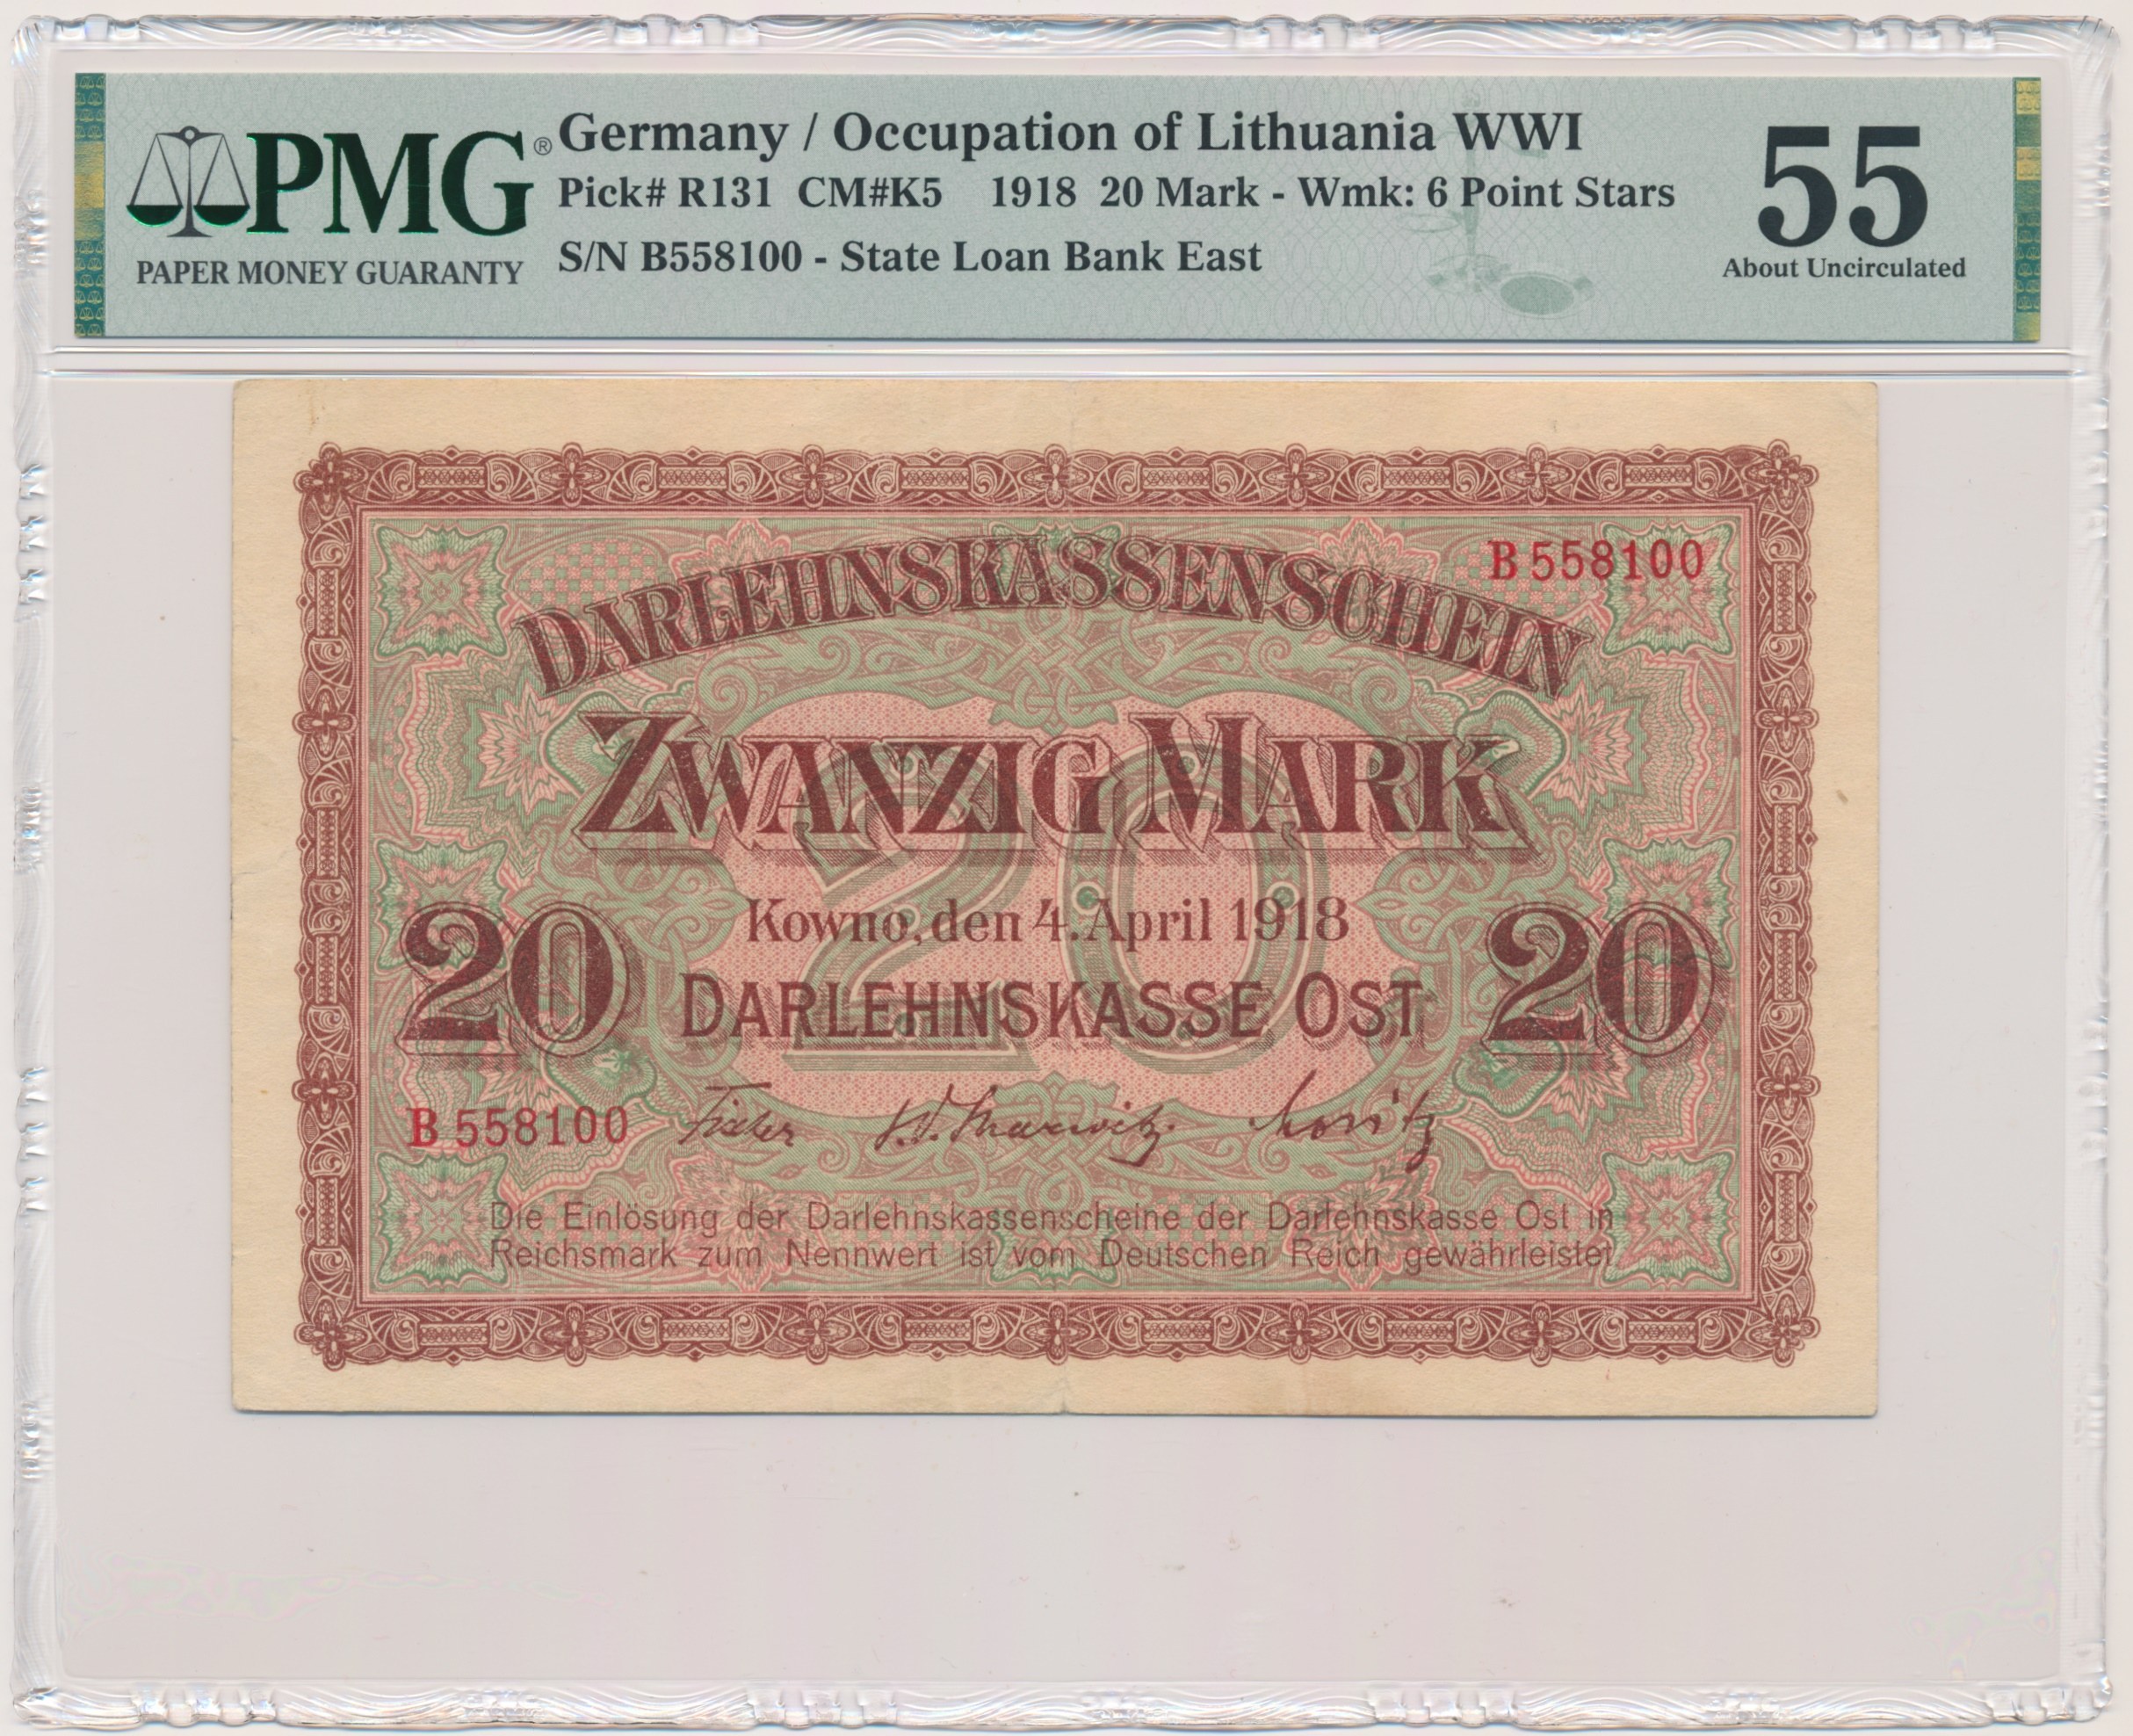 PMG®
PAPER MONEY GUARANTY
Germany / Occupation of Lithuania WWI
Pick# R131 CM#K5 1918 20 Mark - Wmk: 6 Point Stars
S/N B558100 - State Loan Bank East
55
About Uncirculated
B 558100
DARLEHNSKASSENSCHEIN
ZWANZIG MARK
20
Kowno, den 4. April 1918
20 DARLEHNSKASSE OST 20
B 558100
Die Einlösung der Darlehnskassenscheine der Darlehnskasse Ost in
Reichsmark zum Nennwert ist vom Deutschen Reich gewährleistet